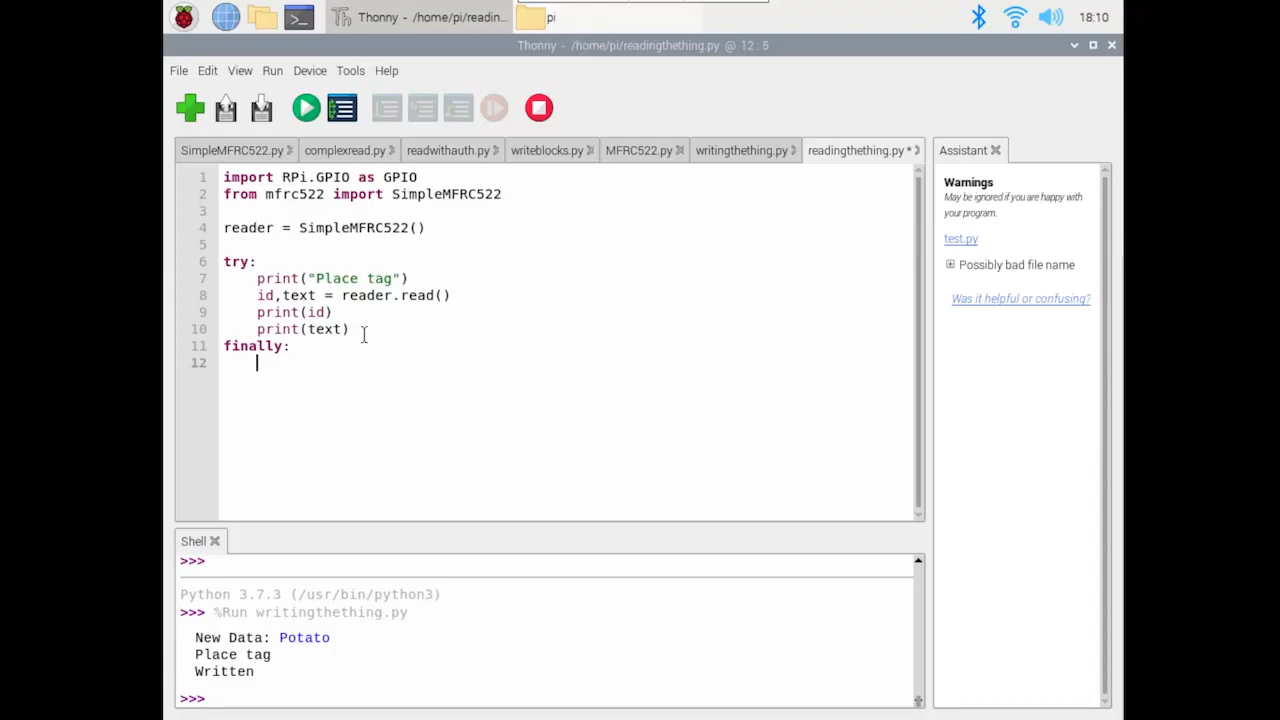 Thonny - /home/pi/readin...
pi
18:10
Thonny - /home/pi/readingthething.py @ 12:5
File Edit View Run Device Tools Help
SimpleMFRC522.py complexread.py readwithauth.py writeblocks.py MFRC522.py writingthething.py readingthething.py *
1 import RPi.GPIO as GPIO
2 from mfrc522 import SimpleMFRC522
3
4 reader = SimpleMFRC522()
5
6 try:
7 print("Place tag")
8 id,text = reader.read()
9 print(id)
10 print(text)
11 finally:
12
Assistant
Warnings
May be ignored if you are happy with
your program.
test.py
Possibly bad file name
Was it helpful or confusing?
Shell
>>>
Python 3.7.3 (/usr/bin/python3)
>>> %Run writingthething.py
New Data: Potato
Place tag
Written
>>>